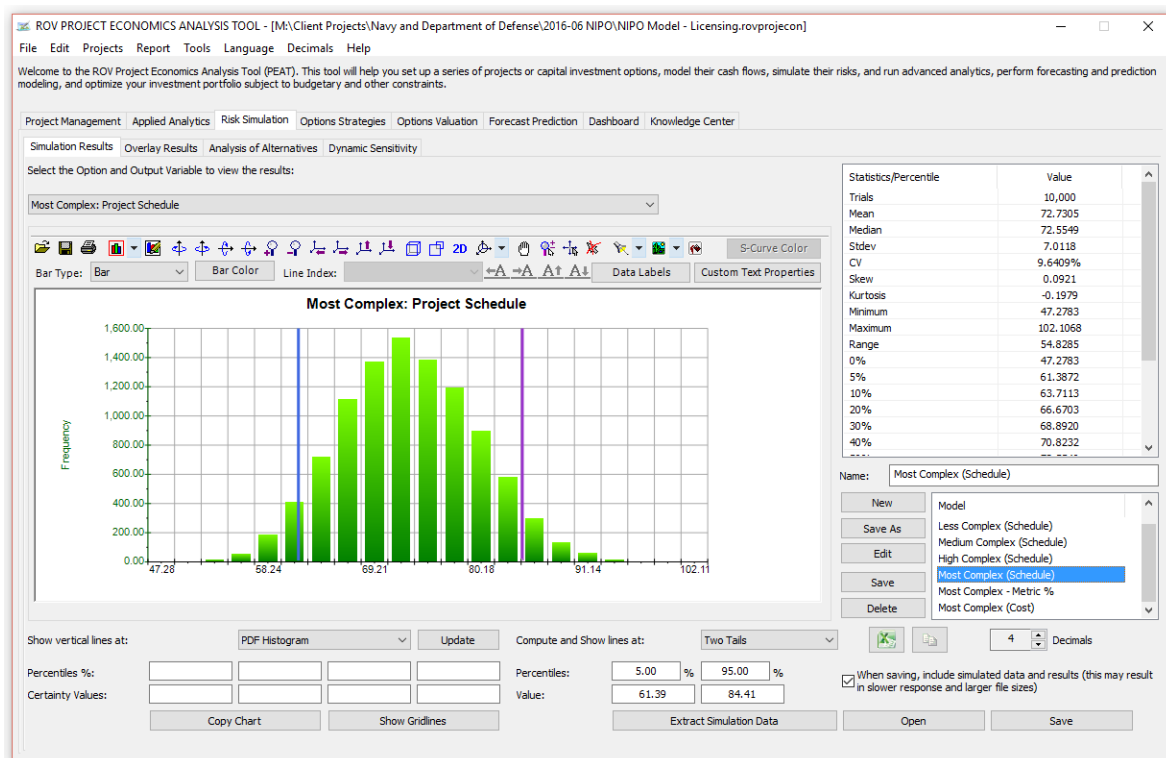 ROV PROJECT ECONOMICS ANALYSIS TOOL - [M:\Client Projects\Navy and Department of Defense\2016-06 NIPO\NIPO Model - Licensing.rovprojecon]
File Edit Projects Report Tools Language Decimals Help
Welcome to the ROV Project Economics Analysis Tool (PEAT). This tool will help you set up a series of projects or capital investment options, model their cash flows, simulate their risks, and run advanced analytics, perform forecasting and prediction
modeling, and optimize your investment portfolio subject to budgetary and other constraints.
Project Management Applied Analytics Risk Simulation Options Strategies Options Valuation Forecast Prediction Dashboard Knowledge Center
Simulation Results Overlay Results Analysis of Alternatives Dynamic Sensitivity
Select the Option and Output Variable to view the results:
Most Complex: Project Schedule
2D S-Curve Color
Bar Type: Bar Bar Color Line Index: A A A A Data Labels Custom Text Properties
Most Complex: Project Schedule
Frequency
1,600.00
1,400.00
1,200.00
1,000.00
800.00
600.00
400.00
200.00
0.00
47.28 58.24 69.21 80.18 91.14 102.11
Statistics/Percentile Value
Trials 10,000
Mean 72.7305
Median 72.5549
Stdev 7.0118
CV 9.6409%
Skew 0.0921
Kurtosis -0.1979
Minimum 47.2783
Maximum 102.1068
Range 54.8285
0% 47.2783
5% 61.3872
10% 63.7113
20% 66.6703
30% 68.8920
40% 70.8232
Name: Most Complex (Schedule)
New
Save As
Edit
Save
Delete
Model
Less Complex (Schedule)
Medium Complex (Schedule)
High Complex (Schedule)
Most Complex (Schedule)
Most Complex - Metric %
Most Complex (Cost)
Show vertical lines at: PDF Histogram Update Compute and Show lines at: Two Tails
4 Decimals
Percentiles %: Percentiles: 5.00 % 95.00 %
Certainty Values: Value: 61.39 84.41
When saving, include simulated data and results (this may result
in slower response and larger file sizes)
Copy Chart Show Gridlines Extract Simulation Data Open Save